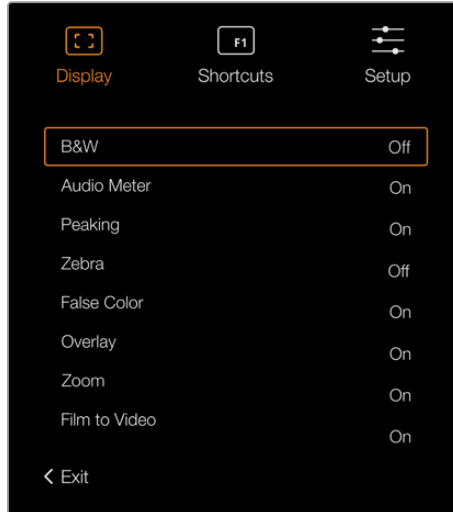 F1
Display Shortcuts Setup
B&W Off
Audio Meter On
Peaking On
Zebra Off
False Color On
Overlay On
Zoom On
Film to Video On
Exit